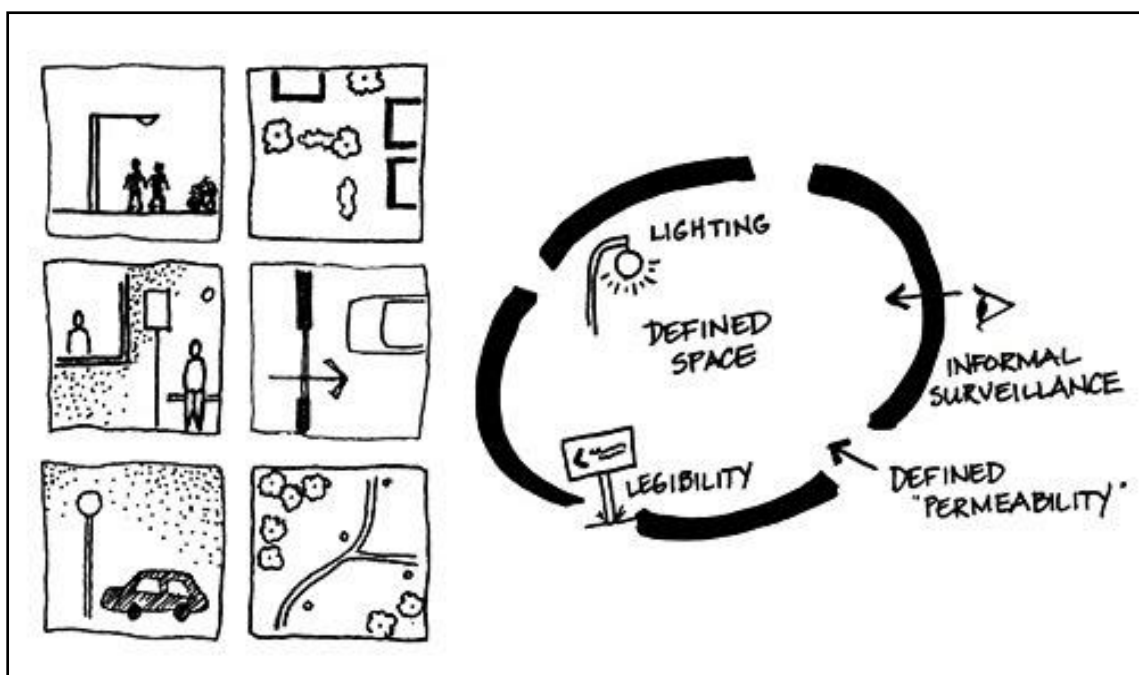 LIGHTING
DEFINED
SPACE
INFORMAL
SURVEILLANCE
LEGIBILITY
DEFINED
"PERMEABILITY"